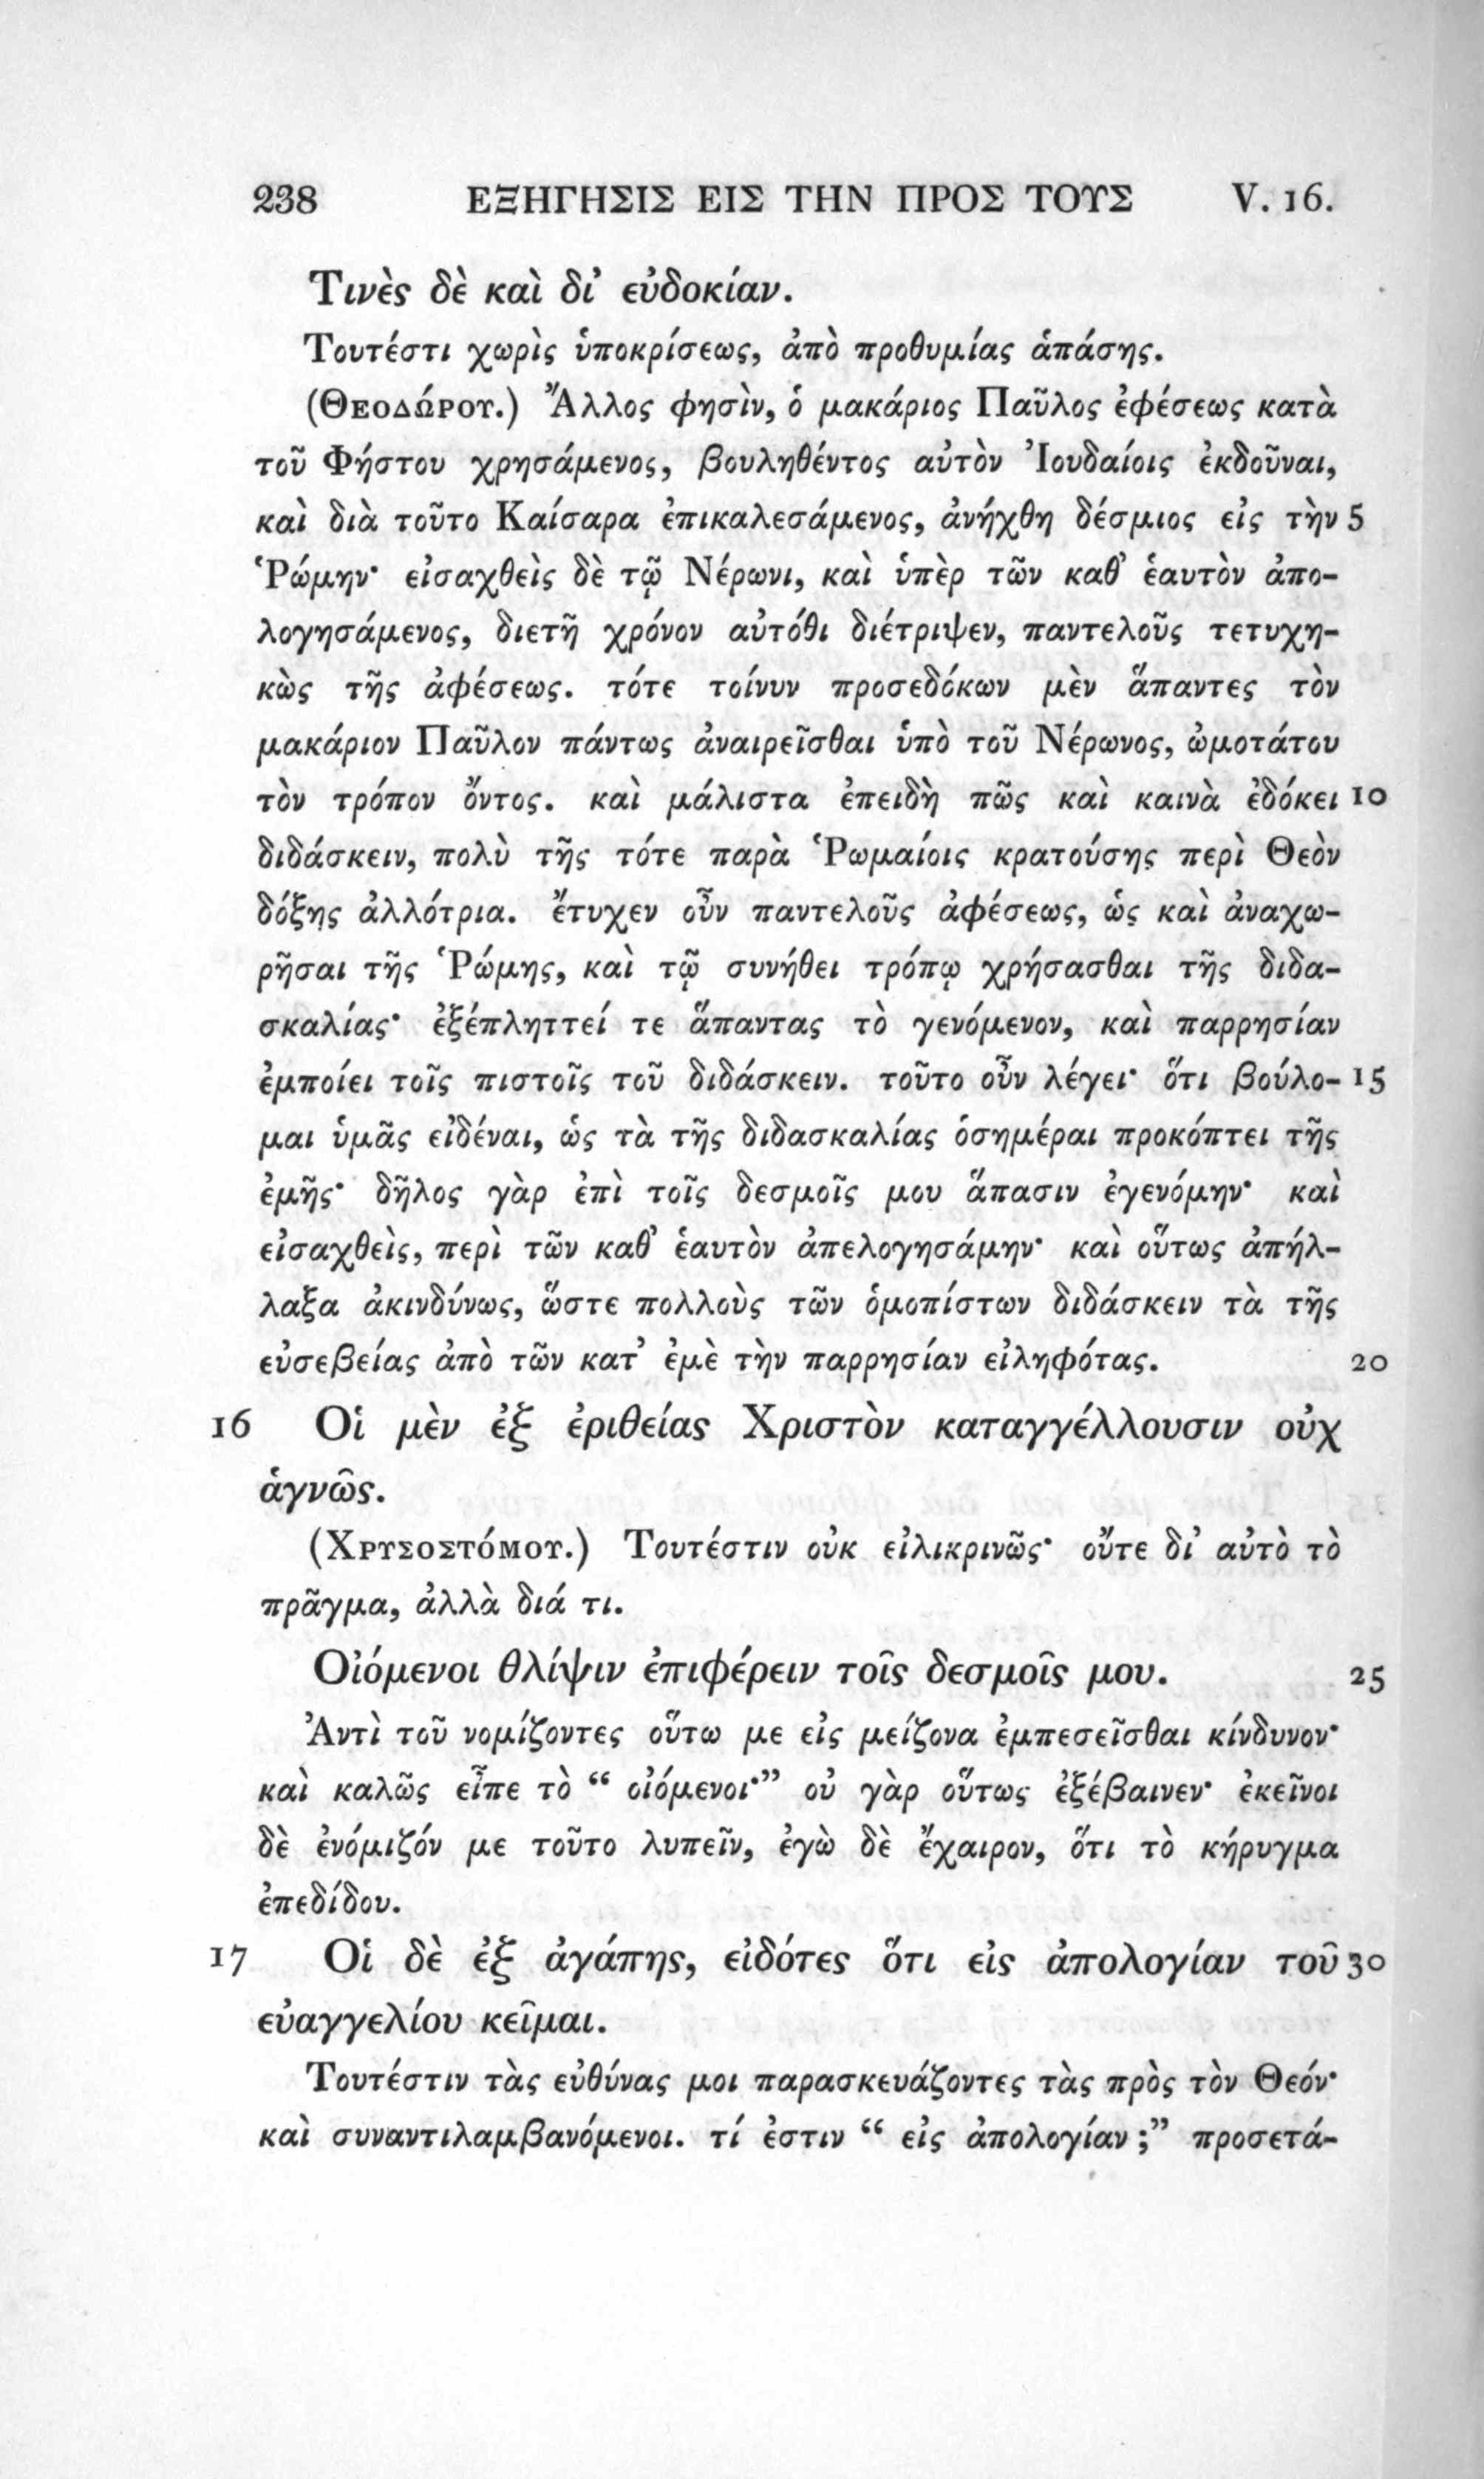 238 ΕΞΗΓΗΣΙΣ ΕΙΣ ΤΗΝ ΠΡΟΣ ΤΟΥΣ V. 16.
Τινὲς δὲ καὶ δι’ εὐδοκίαν.
Τουτέστι χωρὶς ὑποκρίσεως, ἀπὸ προθυμίας ἁπάσης.
(Θεοδώρου.) Ἄλλος φησὶν, ὁ μακάριος Παῦλος ἐφέσεως κατὰ
τοῦ Φήστου χρησάμενος, βουληθέντος αὐτὸν Ἰουδαίοις ἐκδοῦναι,
καὶ διὰ τοῦτο Καίσαρα ἐπικαλεσάμενος, ἀνήχθη δέσμιος εἰς τὴν 5
Ῥώμην· εἰσαχθεὶς δὲ τῷ Νέρωνι, καὶ ὑπὲρ τῶν καθ’ ἑαυτὸν ἀπο-
λογησάμενος, διετῆ χρόνον αὐτόθι διέτριψεν, παντελοῦς τετυχη-
κὼς τῆς ἀφέσεως. τότε τοίνυν προσεδόκων μὲν ἅπαντες τὸν
μακάριον Παῦλον πάντως ἀναιρεῖσθαι ὑπὸ τοῦ Νέρωνος, ὠμοτάτου
τὸν τρόπον ὄντος. καὶ μάλιστα ἐπειδὴ πῶς καὶ καινὰ ἐδόκει 10
διδάσκειν, πολὺ τῆς τότε παρὰ Ῥωμαίοις κρατούσης περὶ Θεὸν
δόξης ἀλλότρια. ἔτυχεν οὖν παντελοῦς ἀφέσεως, ὡς καὶ ἀναχω-
ρῆσαι τῆς Ῥώμης, καὶ τῷ συνήθει τρόπῳ χρήσασθαι τῆς διδα-
σκαλίας· ἐξέπληττεί τε ἅπαντας τὸ γενόμενον, καὶ παρρησίαν
ἐμποίει τοῖς πιστοῖς τοῦ διδάσκειν. τοῦτο οὖν λέγει· ὅτι βούλο- 15
μαι ὑμᾶς εἰδέναι, ὡς τὰ τῆς διδασκαλίας ὁσημέραι προκόπτει τῆς
ἐμῆς· δῆλος γὰρ ἐπὶ τοῖς δεσμοῖς μου ἅπασιν ἐγενόμην· καὶ
εἰσαχθεὶς, περὶ τῶν καθ’ ἑαυτὸν ἀπελογησάμην· καὶ οὕτως ἀπήλ-
λαξα ἀκινδύνως, ὥστε πολλοὺς τῶν ὁμοπίστων διδάσκειν τὰ τῆς
εὐσεβείας ἀπὸ τῶν κατ’ ἐμὲ τὴν παρρησίαν εἰληφότας. 20
16 Οἱ μὲν ἐξ ἐριθείας Χριστὸν καταγγέλλουσιν οὐχ
ἁγνῶς.
(Χρυσοστόμου.) Τουτέστιν οὐκ εἰλικρινῶς· οὔτε δι’ αὐτὸ τὸ
πρᾶγμα, ἀλλὰ διά τι.
Οἰόμενοι θλίψιν ἐπιφέρειν τοῖς δεσμοῖς μου. 25
Ἀντὶ τοῦ νομίζοντες οὕτω με εἰς μείζονα ἐμπεσεῖσθαι κίνδυνον·
καὶ καλῶς εἶπε τὸ “ οἰόμενοι·” οὐ γὰρ οὕτως ἐξέβαινεν· ἐκεῖνοι
δὲ ἐνόμιζόν με τοῦτο λυπεῖν, ἐγὼ δὲ ἔχαιρον, ὅτι τὸ κήρυγμα
ἐπεδίδου.
17 Οἱ δὲ ἐξ ἀγάπης, εἰδότες ὅτι εἰς ἀπολογίαν τοῦ 30
εὐαγγελίου κεῖμαι.
Τουτέστιν τὰς εὐθύνας μοι παρασκευάζοντες τὰς πρὸς τὸν Θεόν·
καὶ συναντιλαμβανόμενοι. τί ἐστιν “ εἰς ἀπολογίαν ;” προσετά-